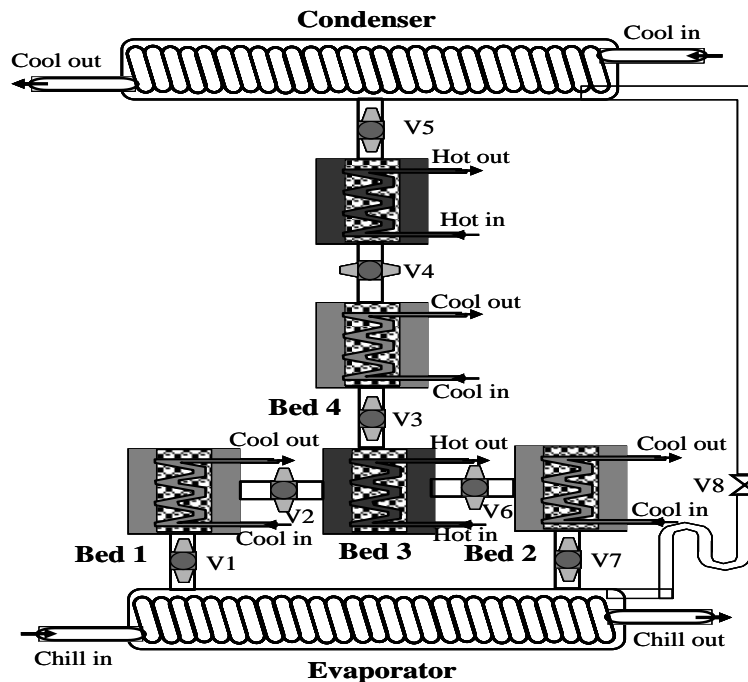 Condenser
Cool out
Cool in
V5
Hot out
Hot in
V4
Cool out
Cool in
Bed 4
V3
Cool out
Hot out
Cool out
V8
V2
V6
Cool in
Hot in
Cool in
Bed 1
V1
Bed 3
Bed 2
V7
Chill in
Chill out
Evaporator